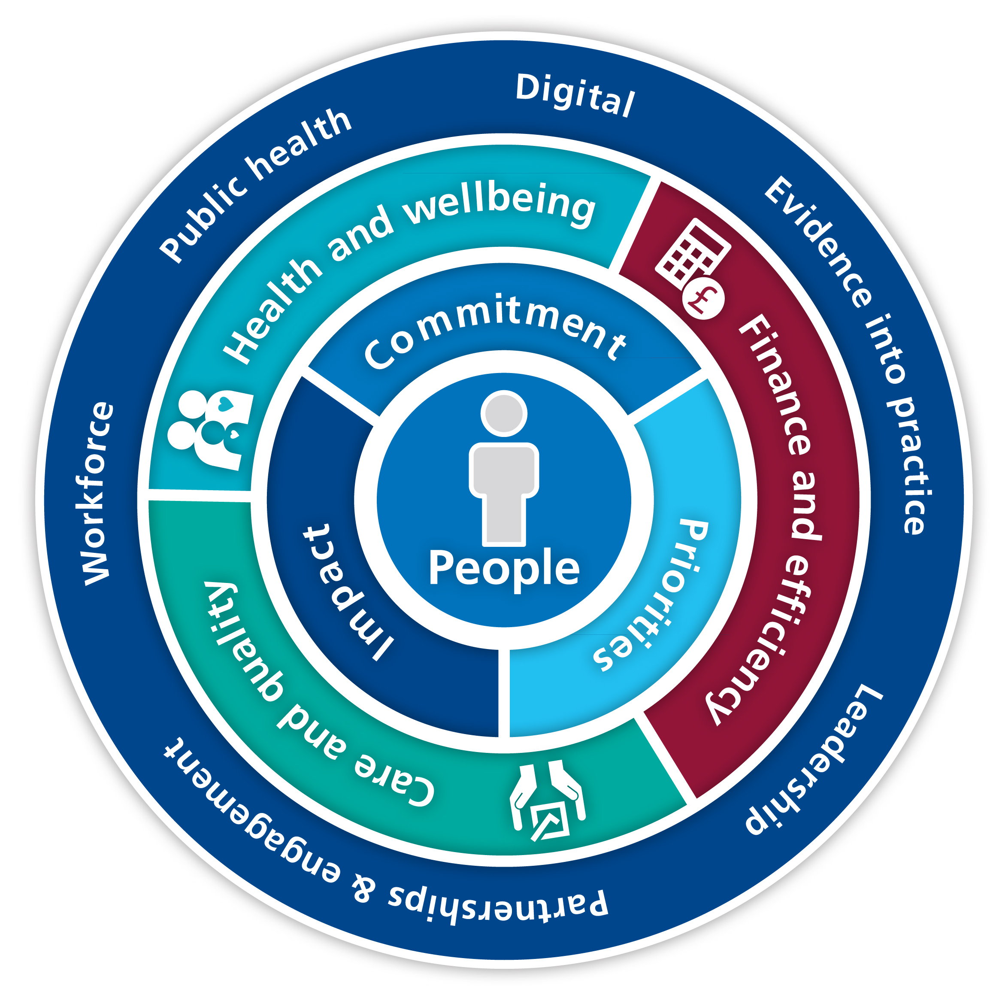 Digital
Evidence into practice
Leadership
Partnerships & engagement
Workforce
Public health
Health and wellbeing
£
Finance and efficiency
Care and quality
Commitment
Priorities
Impact
People